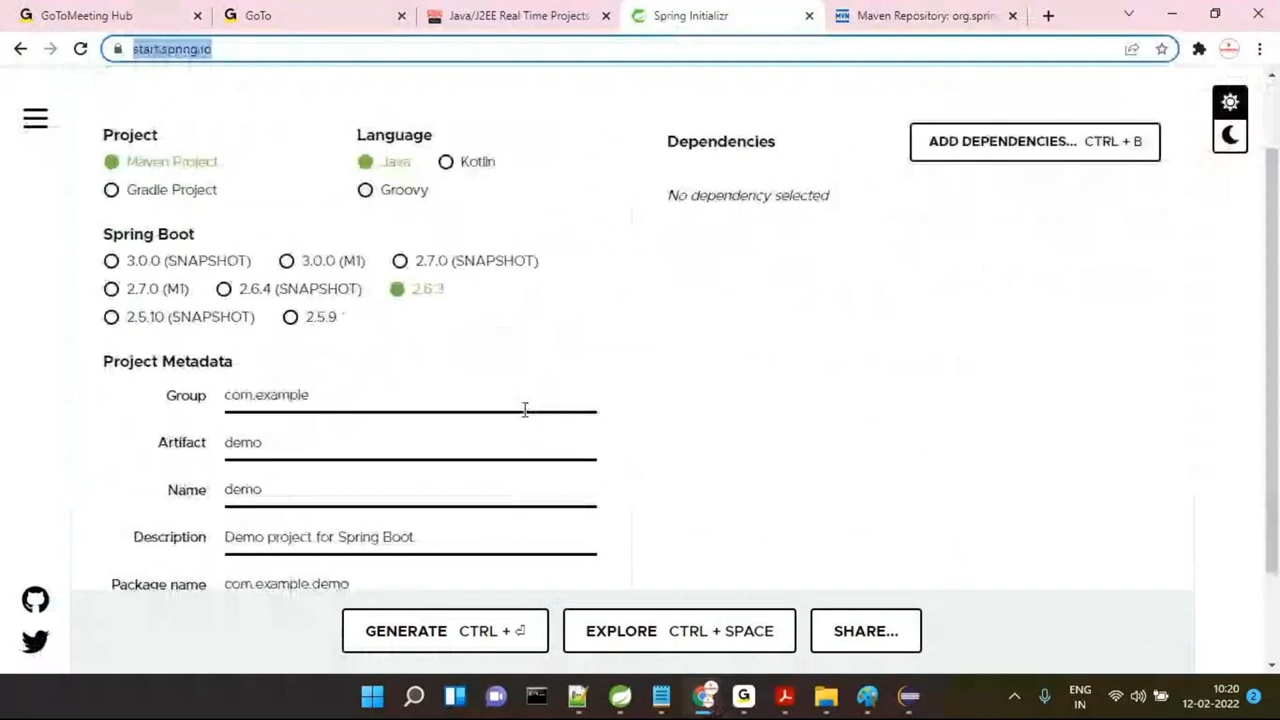 GoToMeeting Hub
GoTo
Java/J2EE Real Time Projects
Spring Initializr
Maven Repository: org.sprin
start.spring.io
Project
Maven Project
Gradle Project
Language
Java
Kotlin
Groovy
Spring Boot
3.0.0 (SNAPSHOT)
3.0.0 (M1)
2.7.0 (SNAPSHOT)
2.7.0 (M1)
2.6.4 (SNAPSHOT)
2.6.3
2.5.10 (SNAPSHOT)
2.5.9
Project Metadata
Group com.example
Artifact demo
Name demo
Description Demo project for Spring Boot
Package name com.example.demo
Dependencies
ADD DEPENDENCIES... CTRL + B
No dependency selected
GENERATE CTRL + ⏎
EXPLORE CTRL + SPACE
SHARE...
ENG
IN
10:20
12-02-2022
2